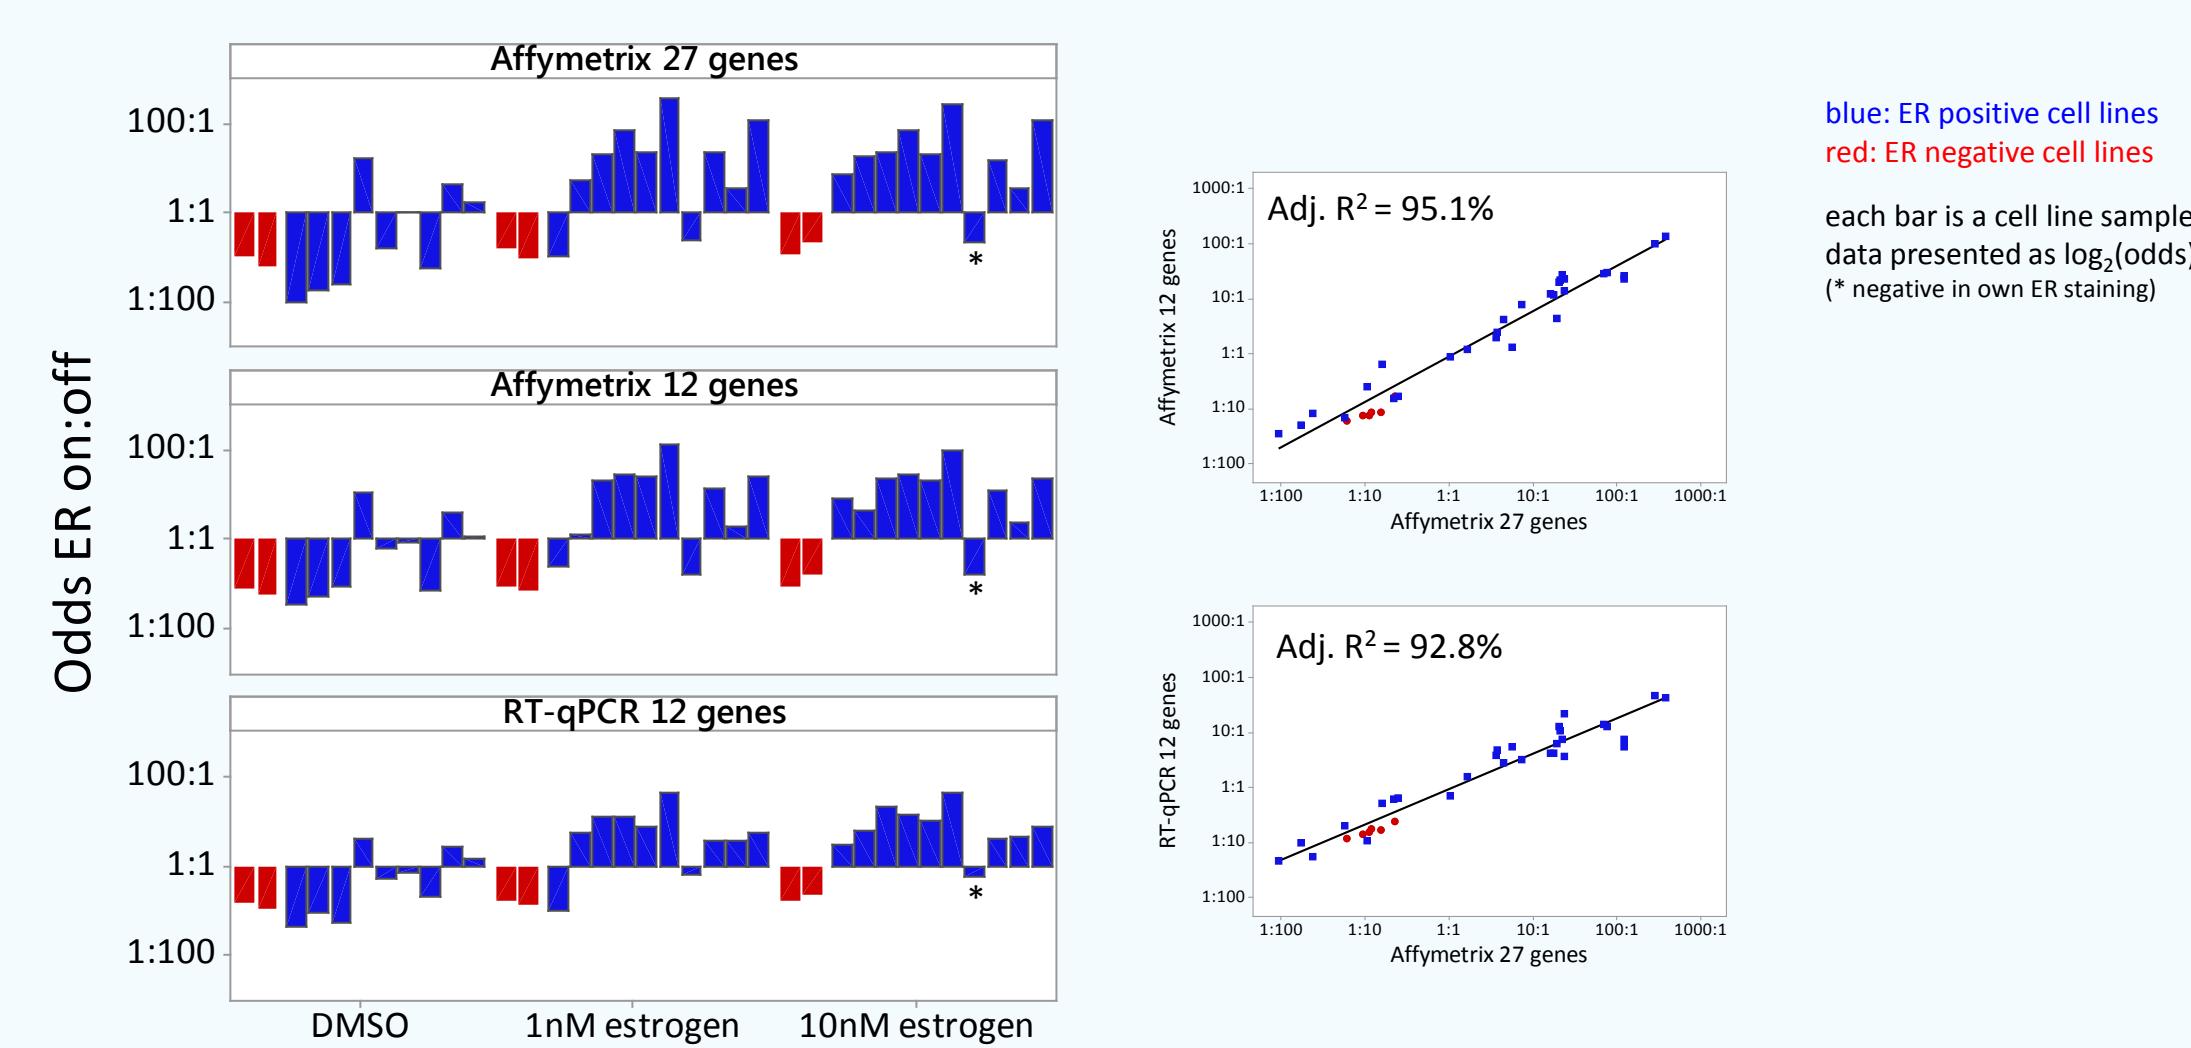 Affymetrix 27 genes
100:1
1:1
1:100
*
Affymetrix 12 genes
100:1
1:1
1:100
*
RT-qPCR 12 genes
100:1
1:1
1:100
*
DMSO 1nM estrogen 10nM estrogen
Odds ER on:off
Adj. R² = 95.1%
1000:1
100:1
10:1
1:1
1:10
1:100
Affymetrix 12 genes
1:100 1:10 1:1 10:1 100:1 1000:1
Affymetrix 27 genes
Adj. R² = 92.8%
1000:1
100:1
10:1
1:1
1:10
1:100
RT-qPCR 12 genes
1:100 1:10 1:1 10:1 100:1 1000:1
Affymetrix 27 genes
blue: ER positive cell lines
red: ER negative cell lines
each bar is a cell line sample
data presented as log₂(odds)
(* negative in own ER staining)